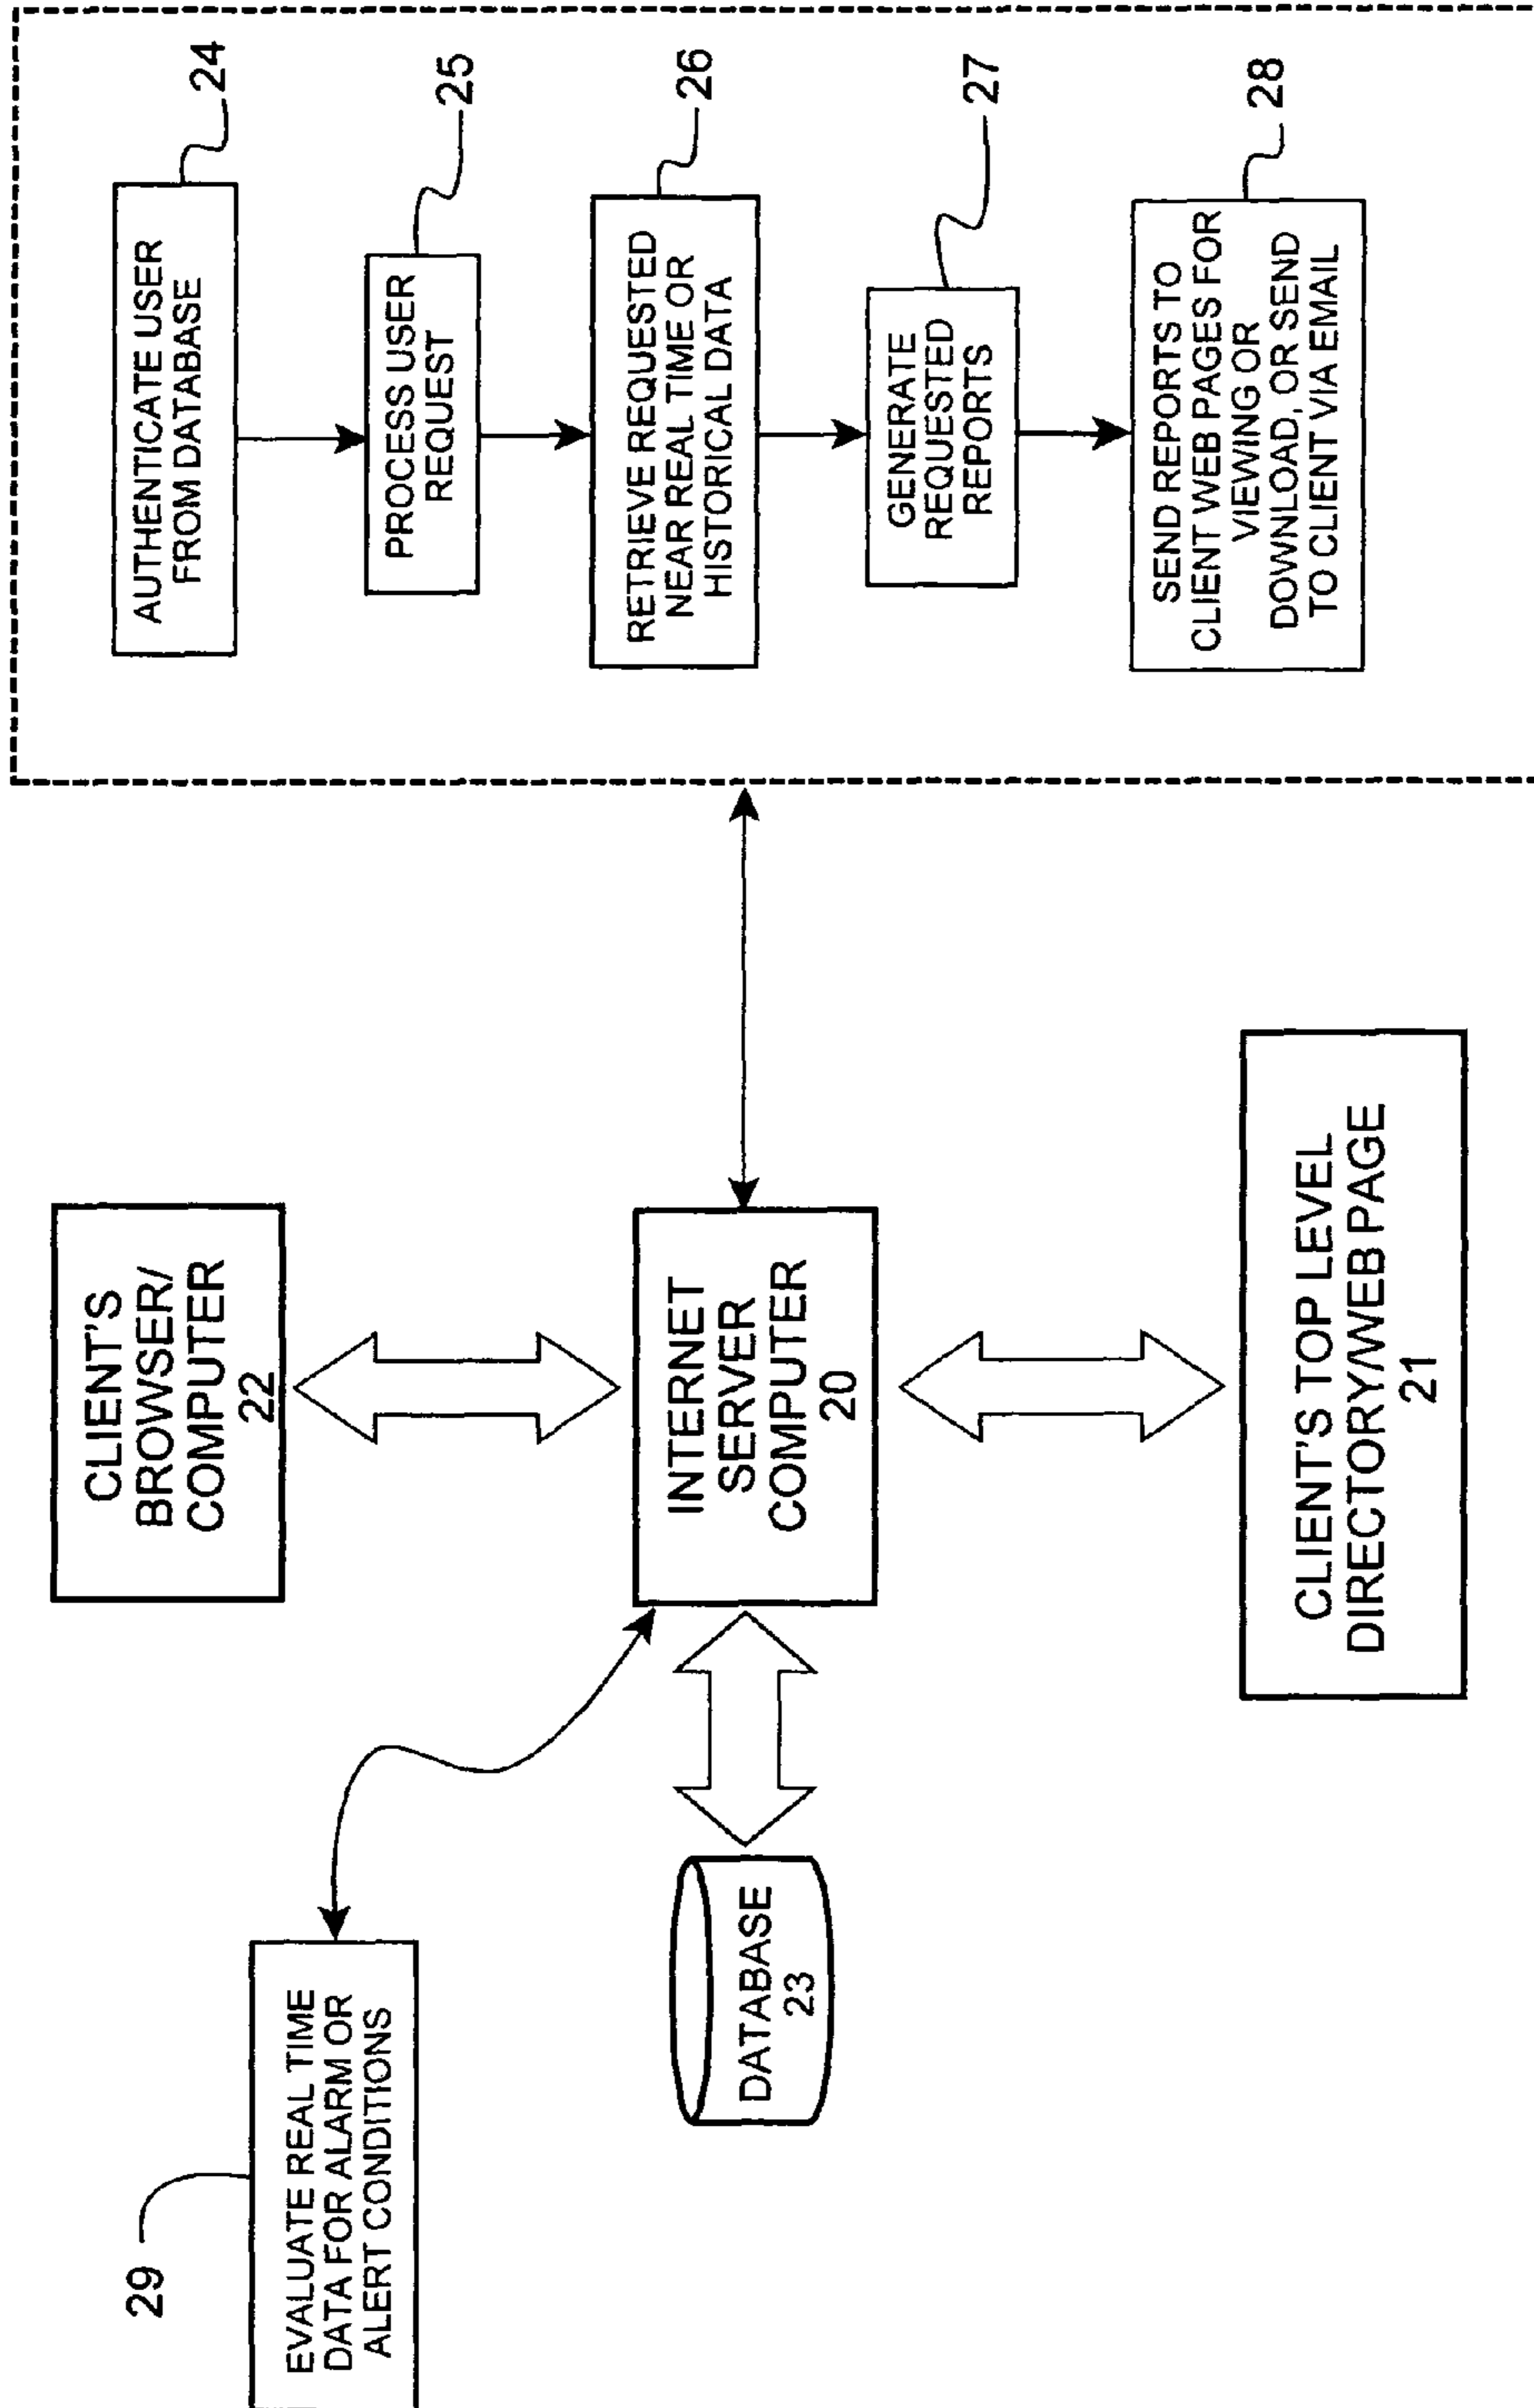 29
EVALUATE REAL TIME
DATA FOR ALARM OR
ALERT CONDITIONS
CLIENT'S
BROWSER/
COMPUTER
22
DATABASE
23
INTERNET
SERVER
COMPUTER
20
CLIENT'S TOP LEVEL
DIRECTORY/WEB PAGE
21
AUTHENTICATE USER
FROM DATABASE
24
PROCESS USER
REQUEST
25
RETRIEVE REQUESTED
NEAR REAL TIME OR
HISTORICAL DATA
26
GENERATE
REQUESTED
REPORTS
27
SEND REPORTS TO
CLIENT WEB PAGES FOR
VIEWING OR
DOWNLOAD, OR SEND
TO CLIENT VIA EMAIL
28